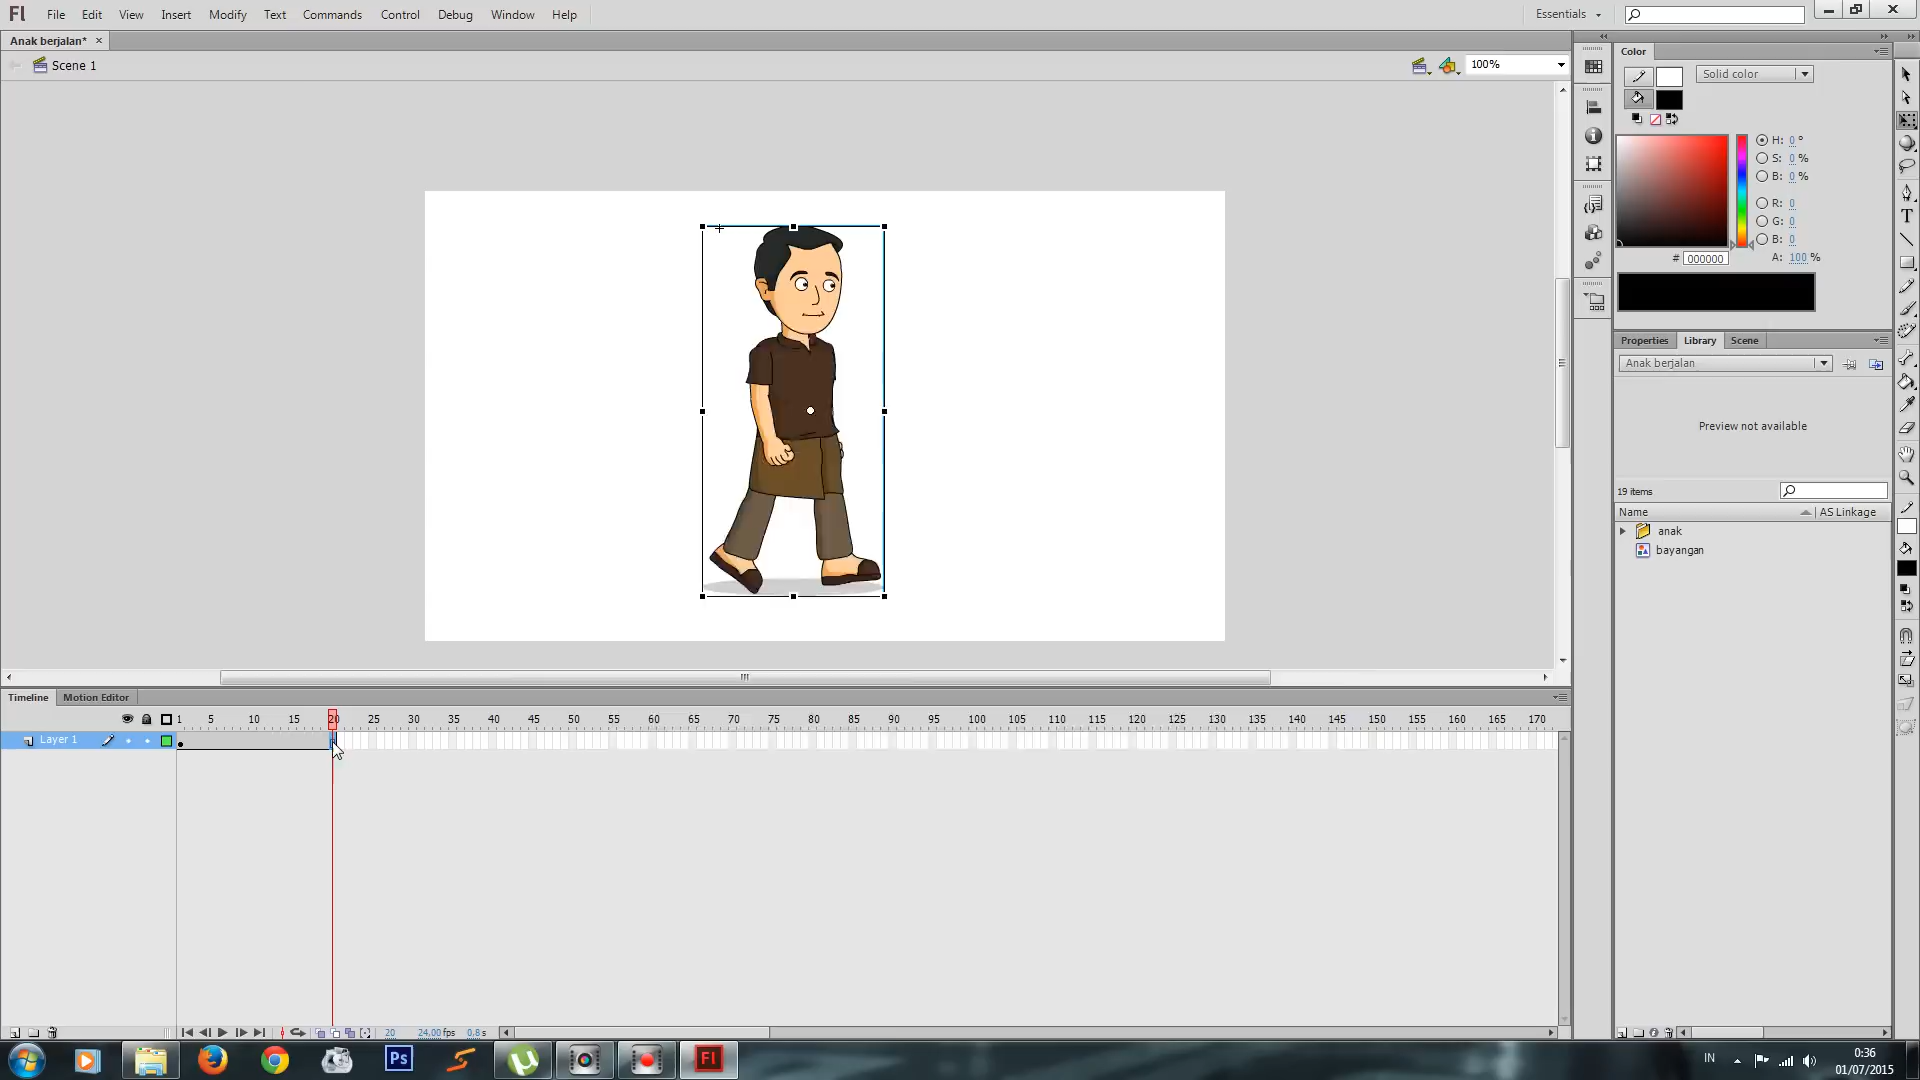 Fl File Edit View Insert Modify Text Commands Control Debug Window Help Essentials
Anak berjalan* ×
Scene 1 100%
Color
Solid color
H: 0 °
S: 0 %
B: 0 %
R: 0
G: 0
B: 0
# 000000 A: 100 %
Properties Library Scene
Anak berjalan
Preview not available
19 items
Name AS Linkage
anak
bayangan
Timeline Motion Editor
1 5 10 15 20 25 30 35 40 45 50 55 60 65 70 75 80 85 90 95 100 105 110 115 120 125 130 135 140 145 150 155 160 165 170
Layer 1
20 24.00 fps 0.8 s
Ps Fl IN 0:36
01/07/2015